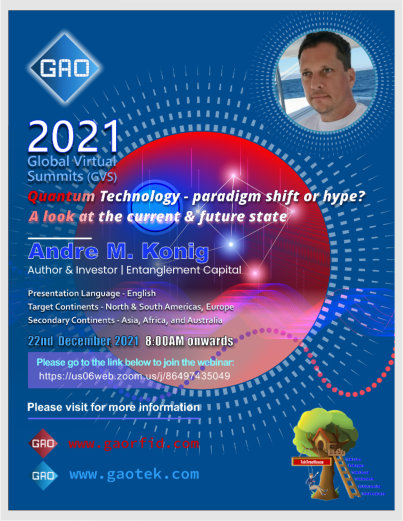 GAO
2021
Global Virtual
Summits (GVS)
Quantum Technology - paradigm shift or hype?
A look at the current & future state
Andre M. Konig
Author & Investor | Entanglement Capital
Presentation Language - English
Target Continents - North & South Americas, Europe
Secondary Continents - Asia, Africa, and Australia
22nd December 2021 8:00AM onwards
Please go to the link below to join the webinar:
https://us06web.zoom.us/j/86497435049
Please visit for more information
GAO
www.gaorfid.com
GAO
www.gaotek.com
TekTreeHouse